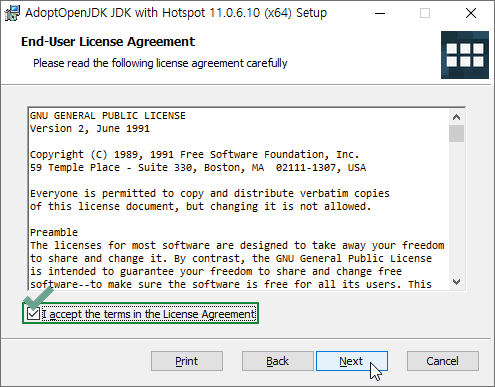 AdoptOpenJDK JDK with Hotspot 11.0.6.10 (x64) Setup
End-User License Agreement
Please read the following license agreement carefully
GNU GENERAL PUBLIC LICENSE
Version 2, June 1991
Copyright (C) 1989, 1991 Free Software Foundation, Inc.
59 Temple Place - Suite 330, Boston, MA  02111-1307, USA
Everyone is permitted to copy and distribute verbatim copies
of this license document, but changing it is not allowed.
Preamble
The licenses for most software are designed to take away your freedom
to share and change it. By contrast, the GNU General Public License
is intended to guarantee your freedom to share and change free
software--to make sure the software is free for all its users. This
I accept the terms in the License Agreement
Print
Back
Next
Cancel